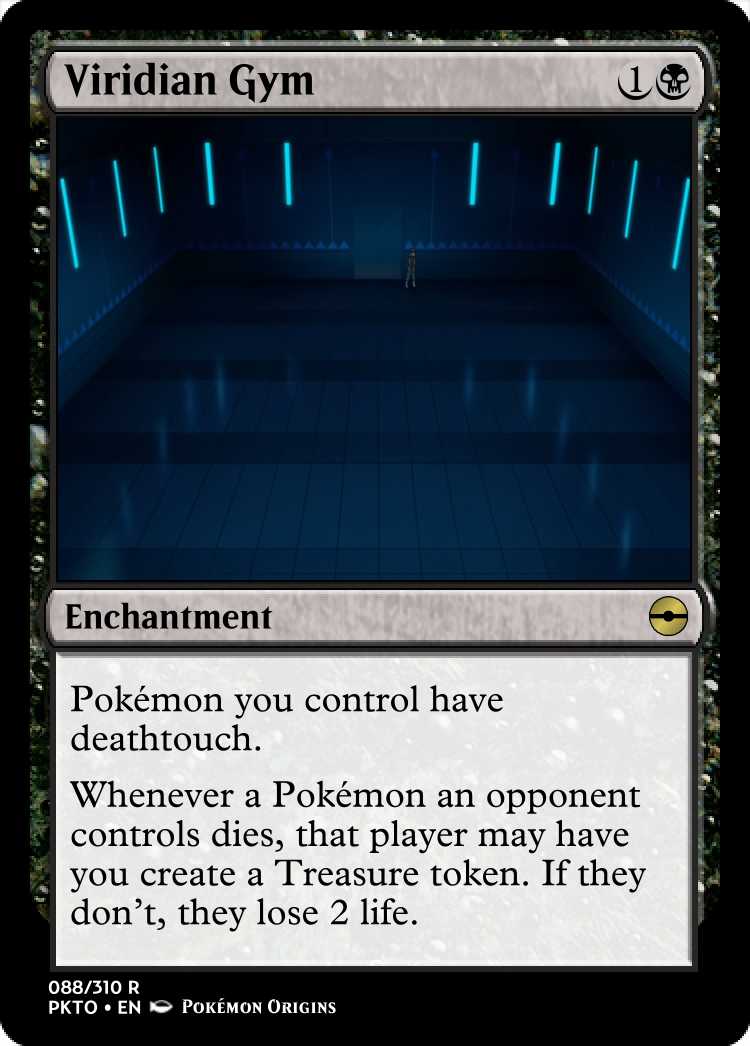 Viridian Gym 1
Enchantment
Pokémon you control have
deathtouch.
Whenever a Pokémon an opponent
controls dies, that player may have
you create a Treasure token. If they
don't, they lose 2 life.
088/310 R
PKTO • EN Pokémon Origins